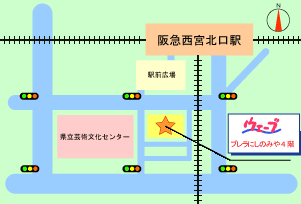 N
阪急西宮北口駅
駅前広場
県立芸術文化センター
ウェーブ
プレラにしのみや4階